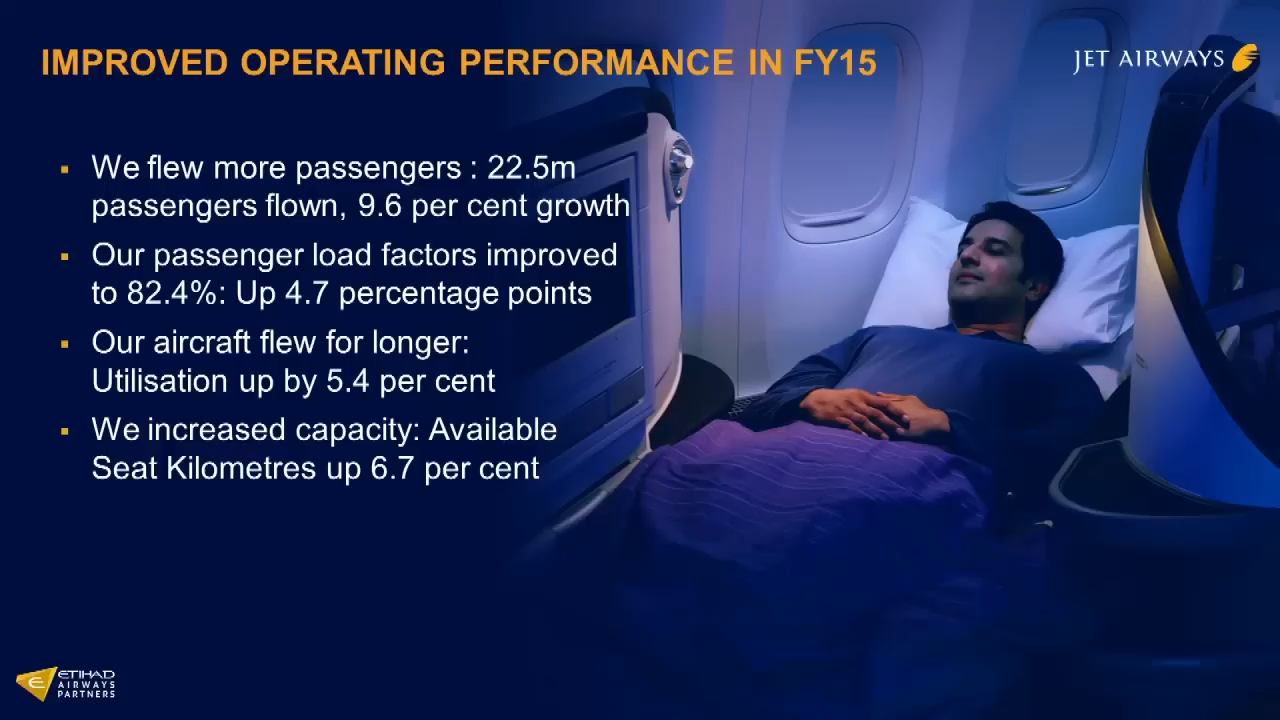 IMPROVED OPERATING PERFORMANCE IN FY15
JET AIRWAYS
▪ We flew more passengers : 22.5m
passengers flown, 9.6 per cent growth
▪ Our passenger load factors improved
to 82.4%: Up 4.7 percentage points
▪ Our aircraft flew for longer:
Utilisation up by 5.4 per cent
▪ We increased capacity: Available
Seat Kilometres up 6.7 per cent
ETIHAD
AIRWAYS
PARTNERS